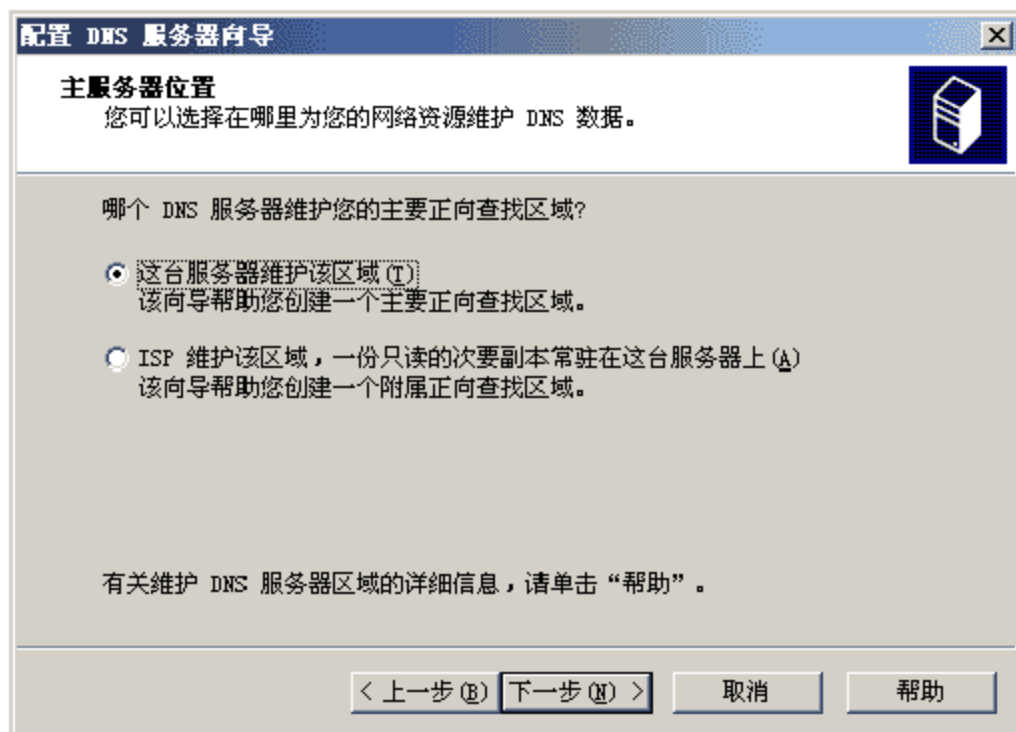 配置 DNS 服务器向导
主服务器位置
您可以选择在哪里为您的网络资源维护 DNS 数据。
哪个 DNS 服务器维护您的主要正向查找区域?
这台服务器维护该区域(T)
该向导帮助您创建一个主要正向查找区域。
ISP 维护该区域，一份只读的次要副本常驻在这台服务器上(A)
该向导帮助您创建一个附属正向查找区域。
有关维护 DNS 服务器区域的详细信息，请单击“帮助”。
< 上一步(B) 下一步(N) > 取消 帮助